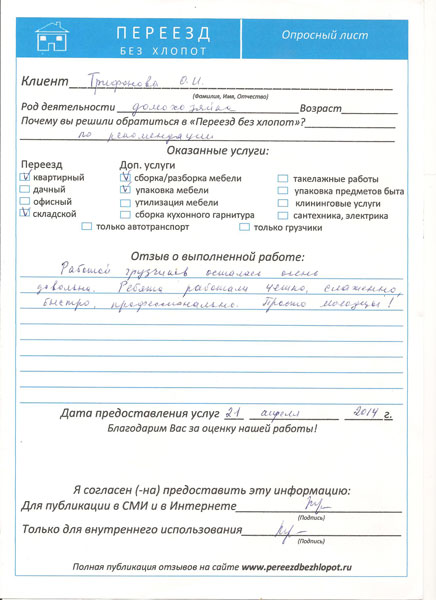 ПЕРЕЕЗД
БЕЗ ХЛОПОТ
Опросный лист
Клиент Трифонова О.И.
(Фамилия, Имя, Отчество)
Род деятельности домохозяйка Возраст
Почему вы решили обратиться в «Переезд без хлопот»?
по рекомендации
Оказанные услуги:
Переезд Доп. услуги
квартирный сборка/разборка мебели такелажные работы
дачный упаковка мебели упаковка предметов быта
офисный утилизация мебели клининговые услуги
складской сборка кухонного гарнитура сантехника, электрика
только автотранспорт только грузчики
Отзыв о выполненной работе:
Работой грузчиков осталась очень
довольна. Ребята работали чётко, слаженно,
быстро, профессионально. Просто молодцы!
Дата предоставления услуг 21 апреля 2014 г.
Благодарим Вас за оценку нашей работы!
Я согласен (-на) предоставить эту информацию:
Для публикации в СМИ и в Интернете
(Подпись)
Только для внутреннего использования
(Подпись)
Полная публикация отзывов на сайте www.pereezdbezhlopot.ru